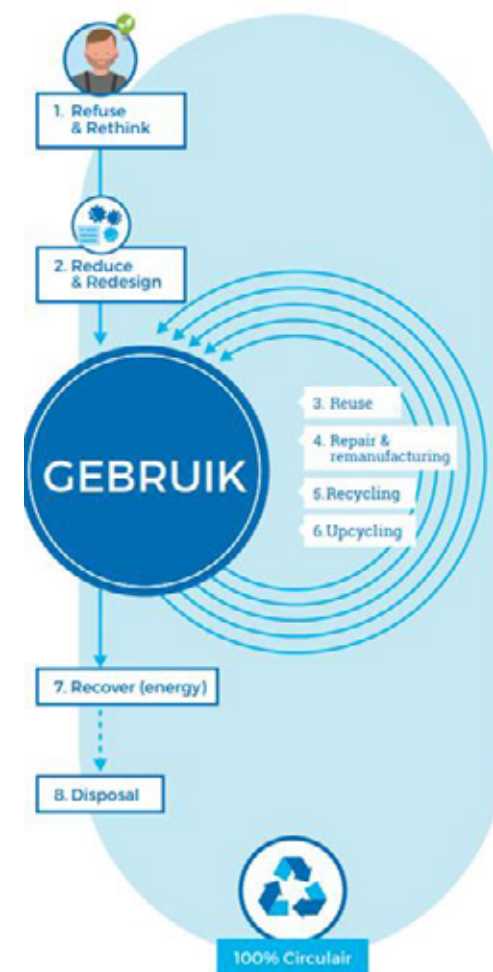 1. Refuse
& Rethink
2. Reduce
& Redesign
GEBRUIK
3. Reuse
4. Repair &
remanufacturing
5. Recycling
6. Upcycling
7. Recover (energy)
8. Disposal
100% Circulair